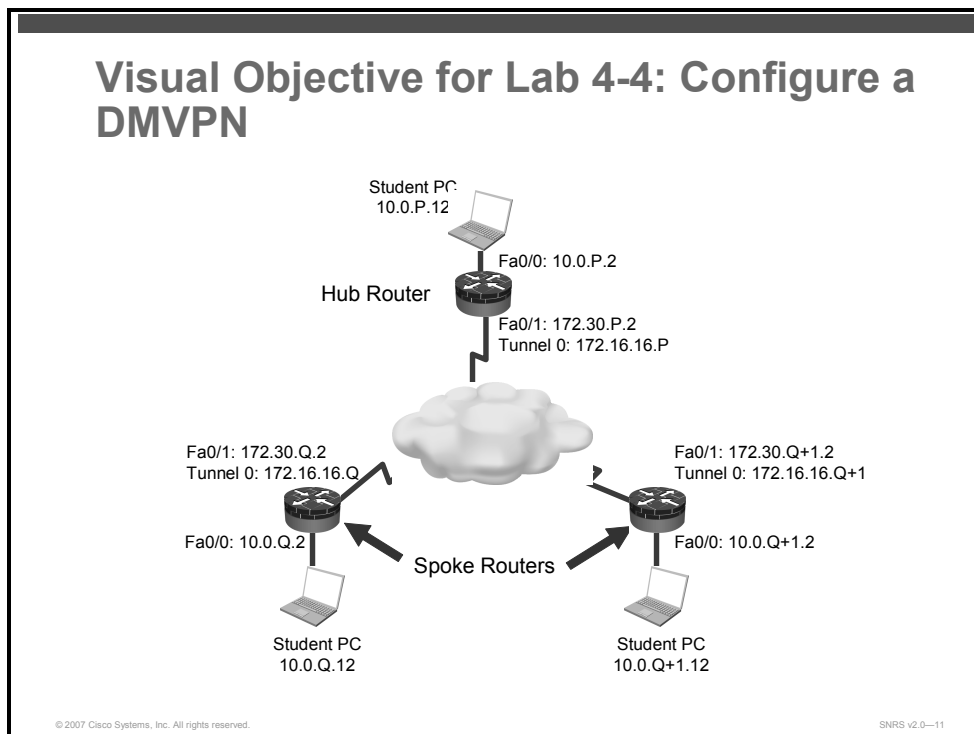 Visual Objective for Lab 4-4: Configure a
DMVPN
Student PC
10.0.P.12
Fa0/0: 10.0.P.2
Hub Router
Fa0/1: 172.30.P.2
Tunnel 0: 172.16.16.P
Fa0/1: 172.30.Q.2
Tunnel 0: 172.16.16.Q
Fa0/1: 172.30.Q+1.2
Tunnel 0: 172.16.16.Q+1
Fa0/0: 10.0.Q.2
Fa0/0: 10.0.Q+1.2
Spoke Routers
Student PC
10.0.Q.12
Student PC
10.0.Q+1.12
© 2007 Cisco Systems, Inc. All rights reserved.
SNRS v2.0—11